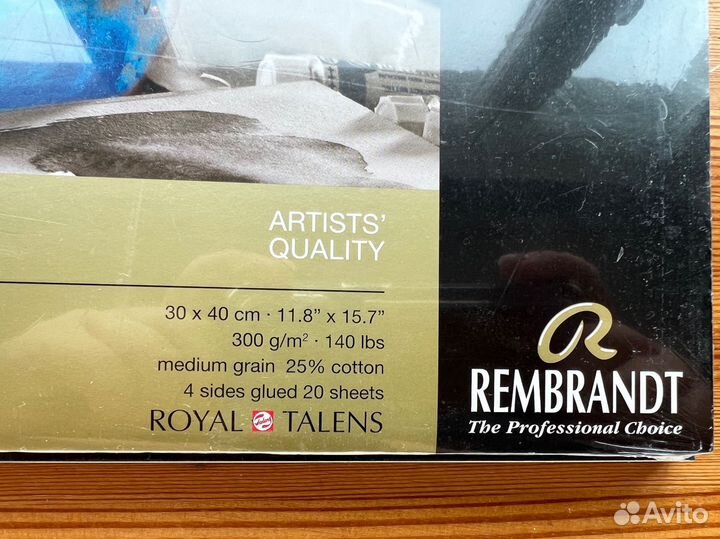 ARTISTS’
QUALITY
30 x 40 cm · 11.8” x 15.7”
300 g/m² · 140 lbs
medium grain 25% cotton
4 sides glued 20 sheets
ROYAL TALENS
R
REMBRANDT
The Professional Choice
Avito